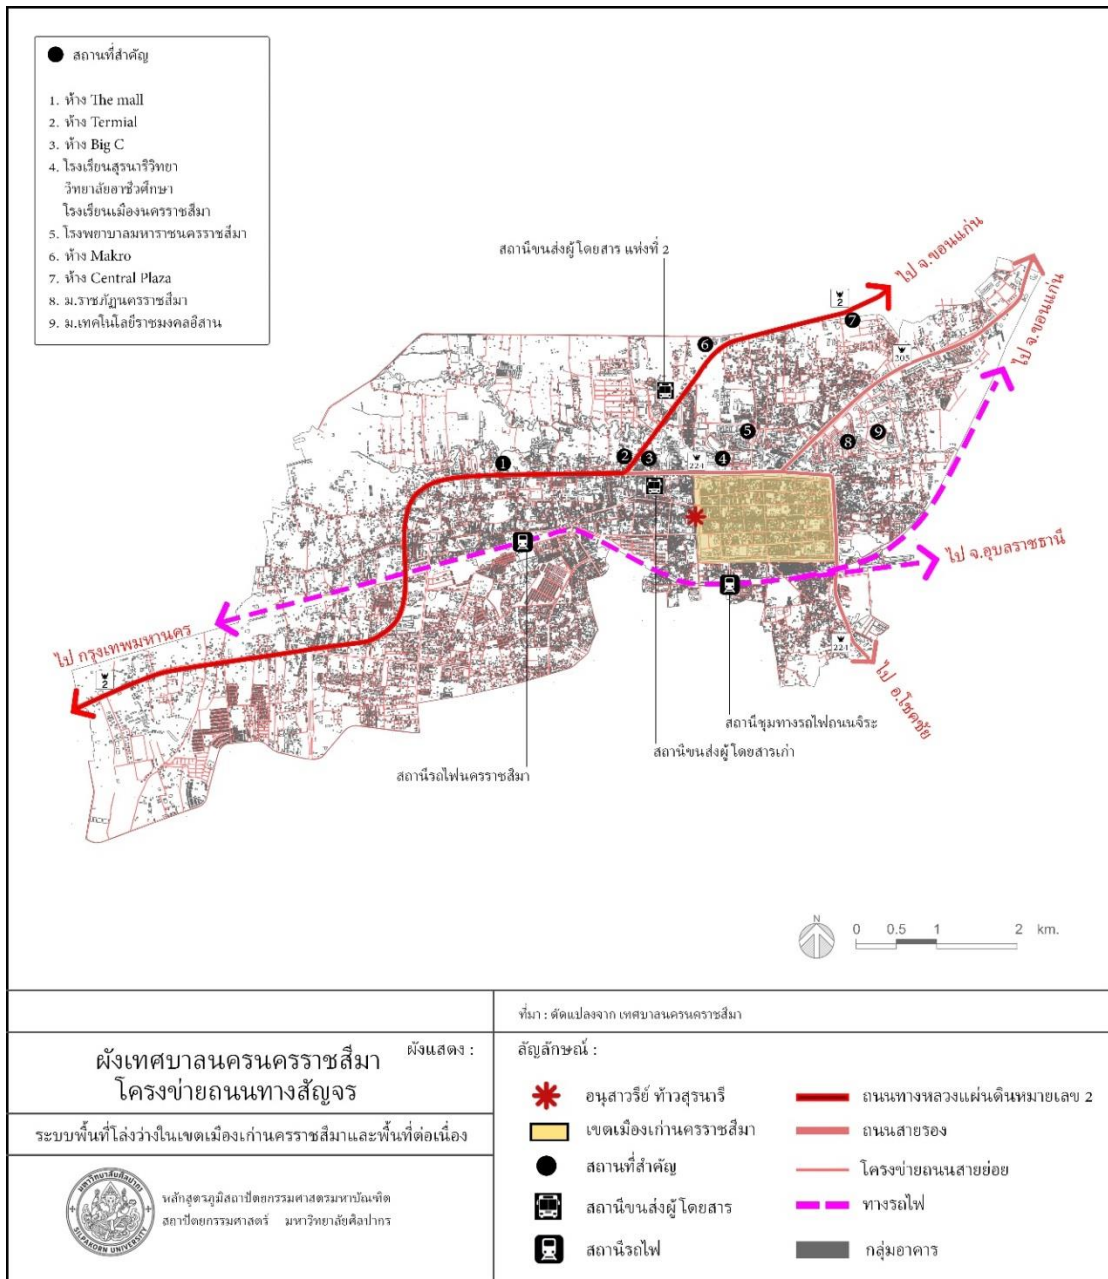 สถานที่สำคัญ
1. ห้าง The mall
2. ห้าง Termial
3. ห้าง Big C
4. โรงเรียนสุรนารีวิทยา
วิทยาลัยอาชีวศึกษา
โรงเรียนเมืองนครราชสีมา
5. โรงพยาบาลมหาราชนครราชสีมา
6. ห้าง Makro
7. ห้าง Central Plaza
8. ม.ราชภัฏนครราชสีมา
9. ม.เทคโนโลยีราชมงคลอีสาน
สถานีขนส่งผู้โดยสาร แห่งที่ 2
ไป จ.ขอนแก่น
ไป จ.ขอนแก่น
2
7
6
205
5
9
8
1
2
3
224
4
ไป จ.อุบลราชธานี
ไป กรุงเทพมหานคร
2
224
ไป อ.โชคชัย
สถานีชุมทางรถไฟถนนจิระ
สถานีขนส่งผู้โดยสารเก่า
สถานีรถไฟนครราชสีมา
N
0 0.5 1 2 km.
ที่มา : ดัดแปลงจาก เทศบาลนครนคราชสีมา
ผังแสดง :
ผังเทศบาลนครนครราชสีมา
โครงข่ายถนนทางสัญจร
ระบบพื้นที่โล่งว่างในเขตเมืองเก่านครราชสีมาและพื้นที่ต่อเนื่อง
มหาวิทยาลัยศิลปากร
SILPAKORN UNIVERSITY
หลักสูตรภูมิสถาปัตยกรรมศาสตรมหาบัณฑิต
สถาปัตยกรรมศาสตร์ มหาวิทยาลัยศิลปากร
สัญลักษณ์ :
อนุสาวรีย์ ท้าวสุรนารี
เขตเมืองเก่านครราชสีมา
สถานที่สำคัญ
สถานีขนส่งผู้โดยสาร
สถานีรถไฟ
ถนนทางหลวงแผ่นดินหมายเลข 2
ถนนสายรอง
โครงข่ายถนนสายย่อย
ทางรถไฟ
กลุ่มอาคาร